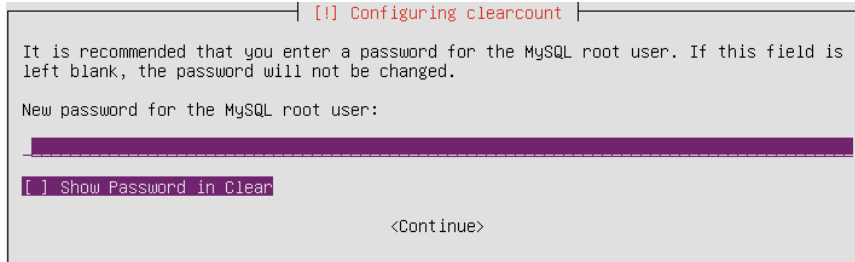 [!] Configuring clearcount
It is recommended that you enter a password for the MySQL root user. If this field is
left blank, the password will not be changed.
New password for the MySQL root user:
[ ] Show Password in Clear
<Continue>